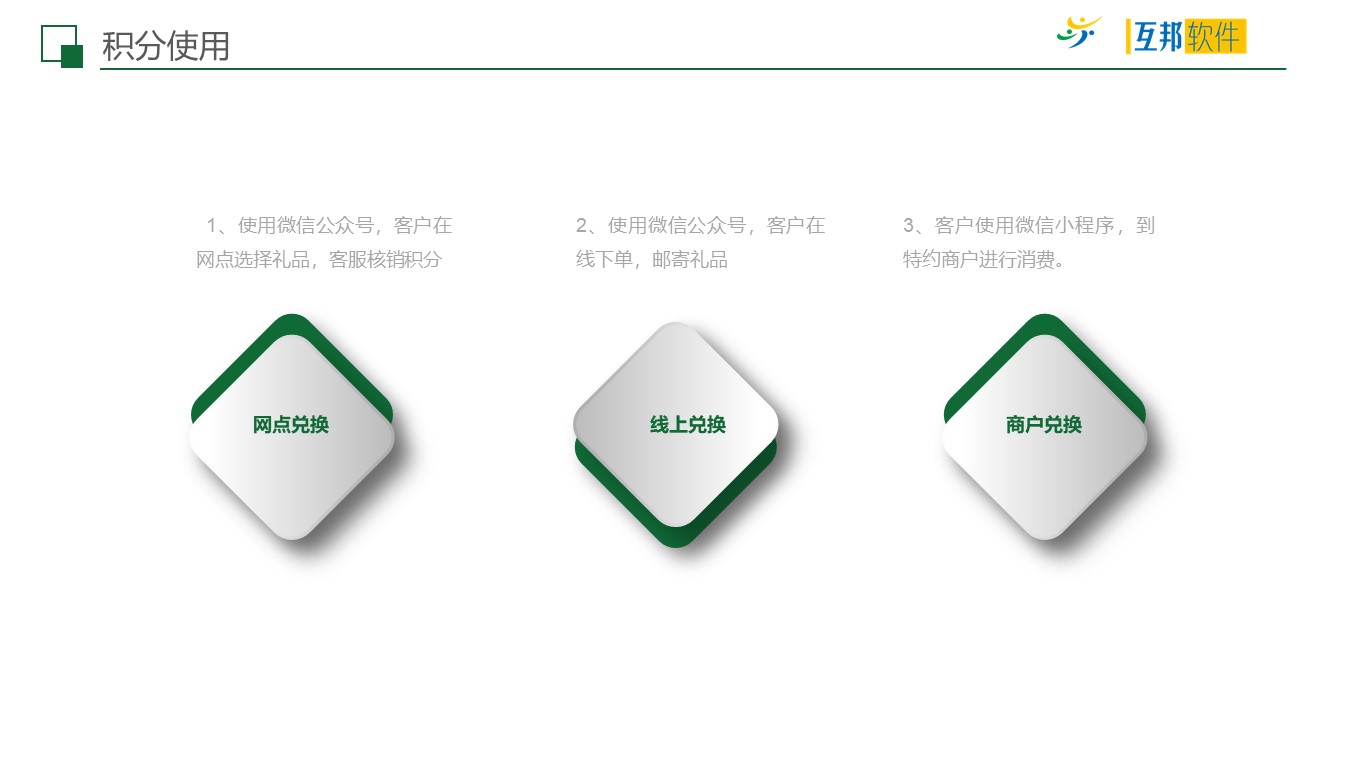 积分使用
互邦软件
1、使用微信公众号，客户在
网点选择礼品，客服核销积分
2、使用微信公众号，客户在
线下单，邮寄礼品
3、客户使用微信小程序，到
特约商户进行消费。
网点兑换
线上兑换
商户兑换